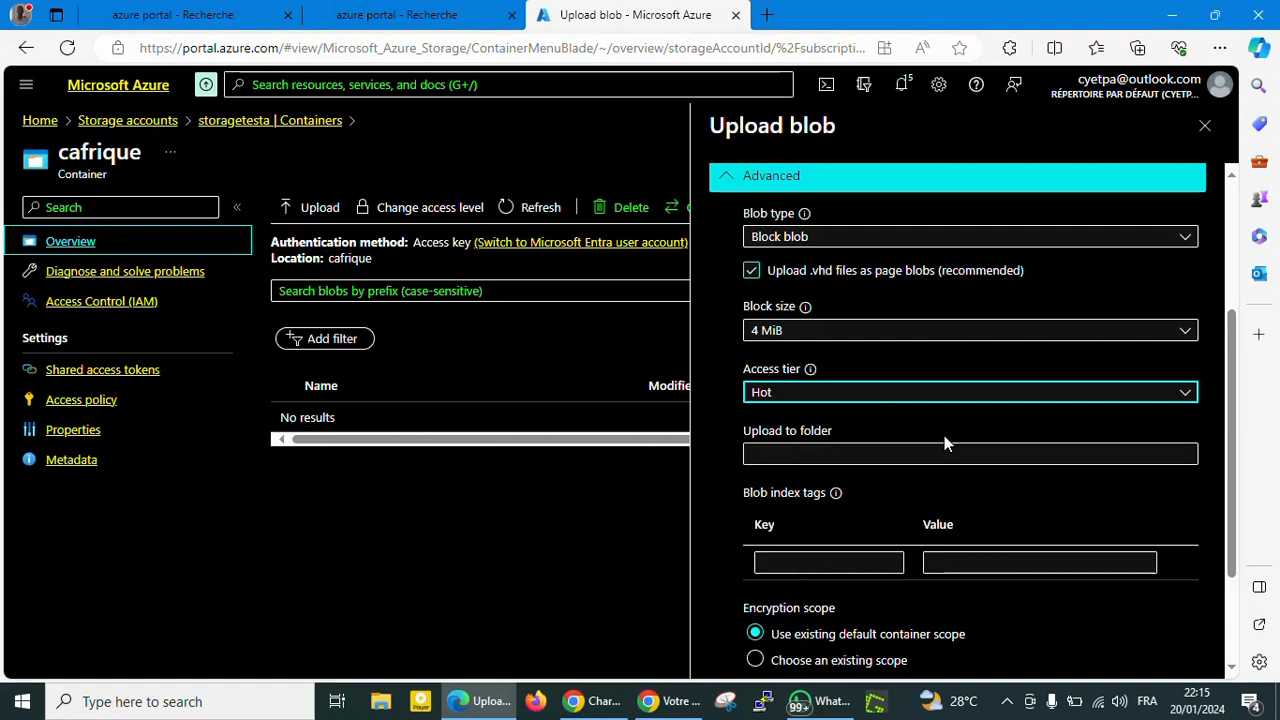 azure portal - Recherche
azure portal - Recherche
Upload blob - Microsoft Azure
https://portal.azure.com/#view/Microsoft_Azure_Storage/ContainerMenuBlade/~/overview/storageAccountId/%2Fsubscripti...
Microsoft Azure
Search resources, services, and docs (G+/)
15
cyetpa@outlook.com
RÉPERTOIRE PAR DÉFAUT (CYETP...
Home > Storage accounts > storagetesta | Containers >
cafrique ...
Container
Search
Overview
Diagnose and solve problems
Access Control (IAM)
Settings
Shared access tokens
Access policy
Properties
Metadata
Upload
Change access level
Refresh
Delete
Authentication method: Access key (Switch to Microsoft Entra user account)
Location: cafrique
Search blobs by prefix (case-sensitive)
Add filter
Name
Modifie
No results
Upload blob
Advanced
Blob type
Block blob
Upload .vhd files as page blobs (recommended)
Block size
4 MiB
Access tier
Hot
Upload to folder
Blob index tags
Key
Value
Encryption scope
Use existing default container scope
Choose an existing scope
Type here to search
Player
Uploa...
Char...
Votre ...
99+
What...
28°C
FRA
22:15
20/01/2024
4